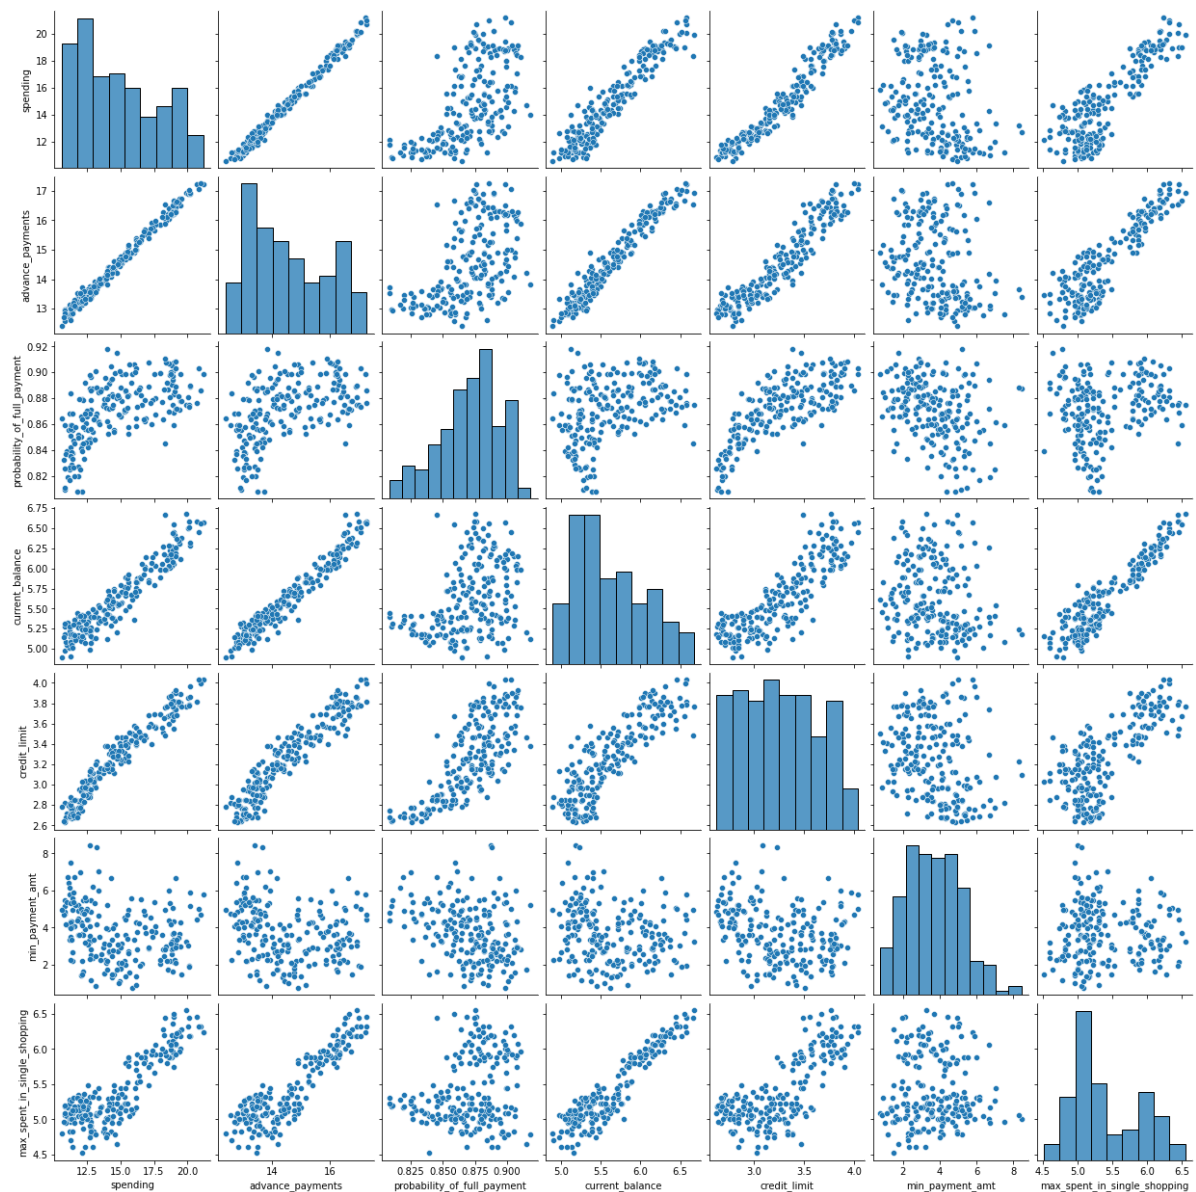 20
18
16
14
12
spending
17
16
15
14
13
advance_payments
0.92
0.90
0.88
0.86
0.84
0.82
probability_of_full_payment
6.75
6.50
6.25
6.00
5.75
5.50
5.25
5.00
current_balance
4.0
3.8
3.6
3.4
3.2
3.0
2.8
2.6
credit_limit
8
6
4
2
min_payment_amt
6.5
6.0
5.5
5.0
4.5
max_spent_in_single_shopping
12.5 15.0 17.5 20.0
spending
14 16
advance_payments
0.825 0.850 0.875 0.900
probability_of_full_payment
5.0 5.5 6.0 6.5
current_balance
3.0 3.5 4.0
credit_limit
2 4 6 8
min_payment_amt
4.5 5.0 5.5 6.0 6.5
max_spent_in_single_shopping